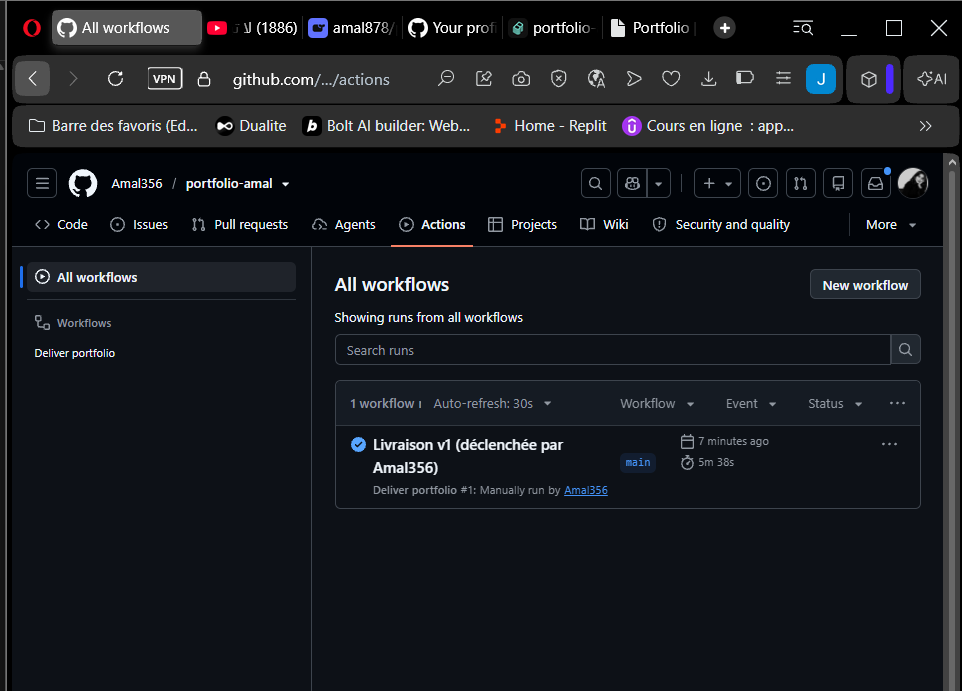 All workflows
(1886)
amal878/
Your prof
portfolio-
Portfolio
VPN
github.com/.../actions
J
AI
Barre des favoris (Ed...
Dualite
Bolt AI builder: Web...
Home - Replit
Cours en ligne : app...
Amal356 / portfolio-amal
Code
Issues
Pull requests
Agents
Actions
Projects
Wiki
Security and quality
More
All workflows
Workflows
Deliver portfolio
All workflows
New workflow
Showing runs from all workflows
Search runs
1 workflow
Auto-refresh: 30s
Workflow
Event
Status
Livraison v1 (déclenchée par
Amal356)
Deliver portfolio #1: Manually run by Amal356
main
7 minutes ago
5m 38s